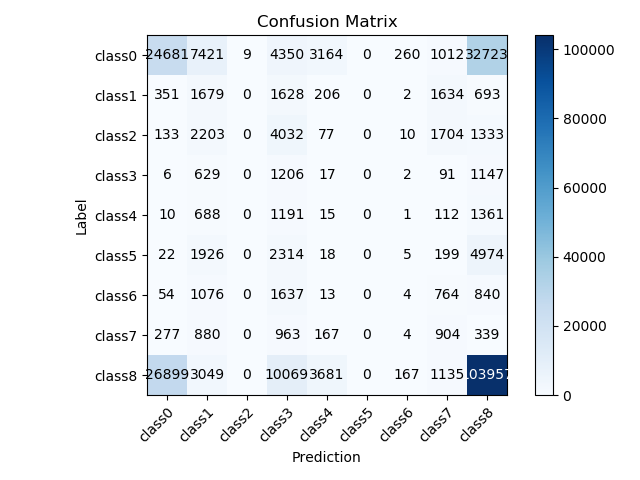 Confusion Matrix
class0 24681 7421 9 4350 3164 0 260 1012 32723
class1 351 1679 0 1628 206 0 2 1634 693
class2 133 2203 0 4032 77 0 10 1704 1333
class3 6 629 0 1206 17 0 2 91 1147
class4 10 688 0 1191 15 0 1 112 1361
class5 22 1926 0 2314 18 0 5 199 4974
class6 54 1076 0 1637 13 0 4 764 840
class7 277 880 0 963 167 0 4 904 339
class8 26899 3049 0 10069 3681 0 167 1135 103957
class0 class1 class2 class3 class4 class5 class6 class7 class8
Prediction
Label
100000
80000
60000
40000
20000
0